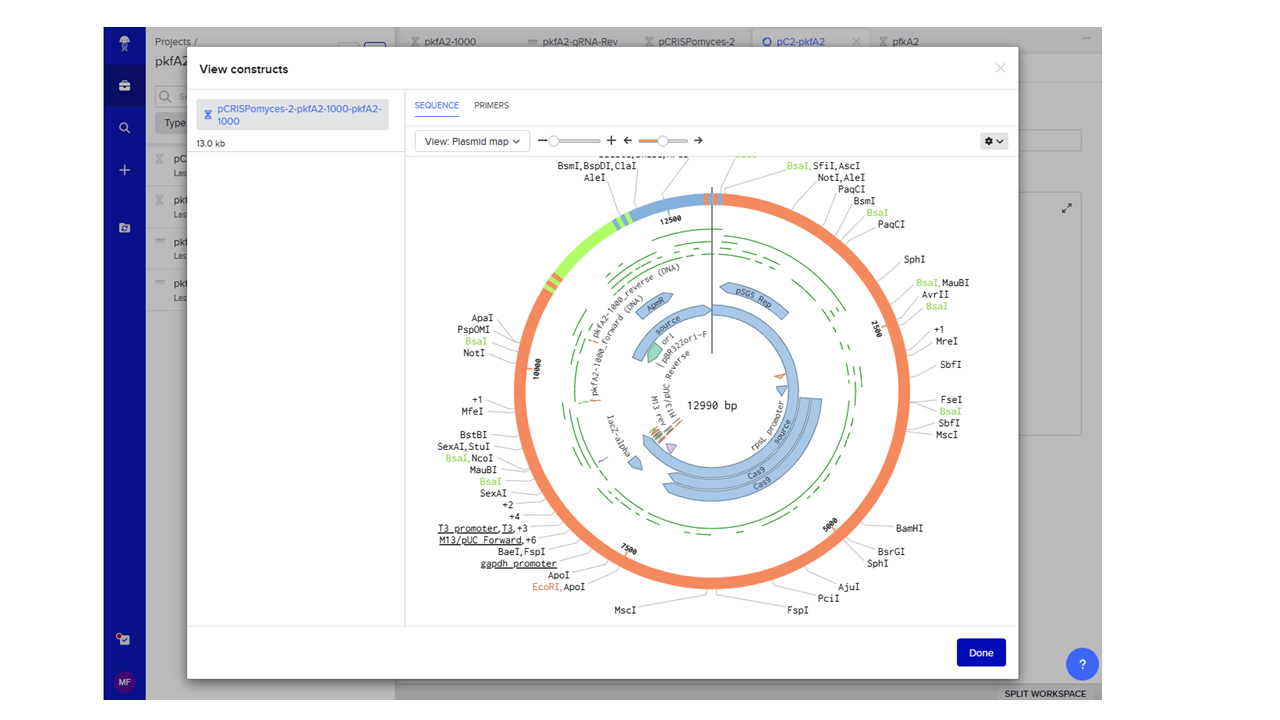 Projects /
pkfA2
pkfA2-1000
pkfA2-gRNA-Rev
pCRISPomyces-2
pC2-pkfA2
pfkA2
View constructs
pCRISPomyces-2-pkfA2-1000-pkfA2-
1000
13.0 kb
Type
SEQUENCE
PRIMERS
View: Plasmid map
BsmI,BspDI,ClaI
AleI
BsaI,SfiI,AscI
NotI,AleI
PaqCI
BsmI
BsaI
PaqCI
SphI
BsaI,MauBI
AvrII
BsaI
+1
MreI
SbfI
FseI
BsaI
SbfI
MscI
BamHI
BsrGI
SphI
AjuI
PciI
FspI
MscI
EcoRI,ApoI
ApoI
gapdh promoter
BaeI,FspI
M13/pUC Forward,+6
T3 promoter,T3,+3
+4
+2
SexAI
BsaI
MauBI
BsaI,NcoI
SexAI,StuI
BstBI
MfeI
+1
NotI
BsaI
PspOMI
ApaI
12500
2500
5000
7500
10000
pkfA2-1000_reverse (DNA)
pkfA2-1000_forward (DNA)
ApmR
pSG5 Rep
source
ori
pBR322ori-F
M13/pUC Reverse
M13 rev
lacZ-alpha
rpsL promoter
source
Cas9
Cas9
12990 bp
Done
MF
?
SPLIT WORKSPACE